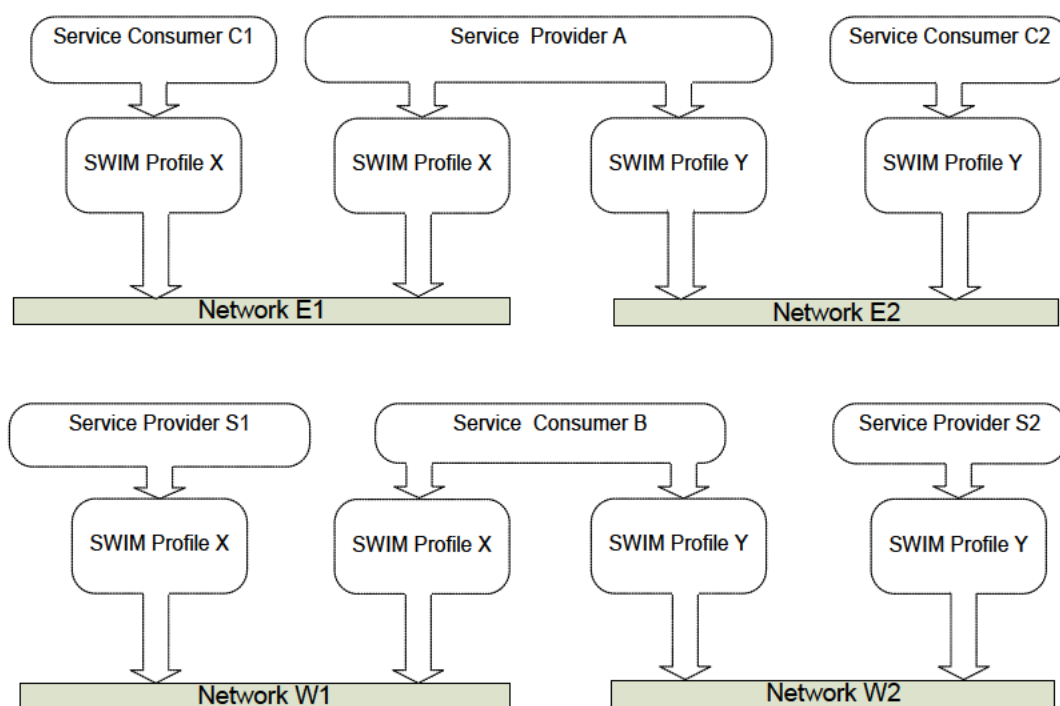 Service Consumer C1
Service Provider A
Service Consumer C2
SWIM Profile X
SWIM Profile X
SWIM Profile Y
SWIM Profile Y
Network E1
Network E2
Service Provider S1
Service Consumer B
Service Provider S2
SWIM Profile X
SWIM Profile X
SWIM Profile Y
SWIM Profile Y
Network W1
Network W2